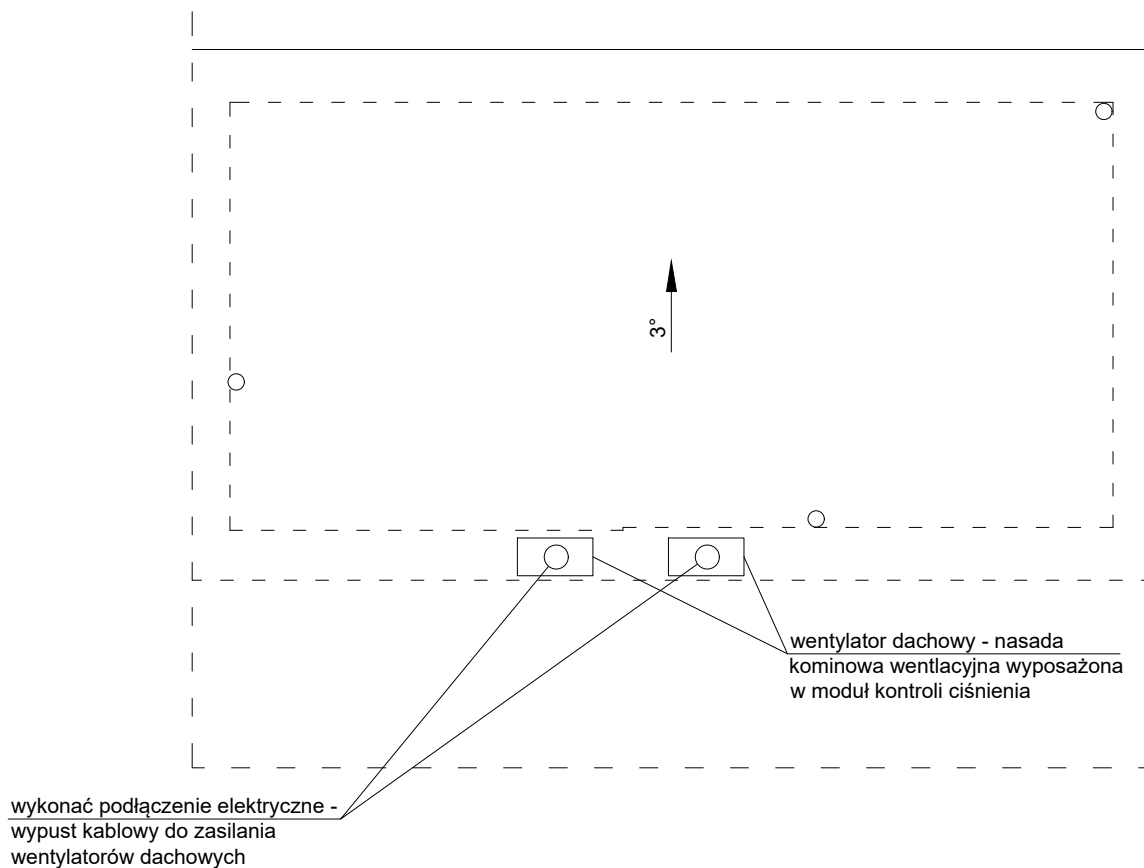 3°
wentylator dachowy - nasada
kominowa wentlacyjna wyposażona
w moduł kontroli ciśnienia
wykonać podłączenie elektryczne -
wypust kablowy do zasilania
wentylatorów dachowych